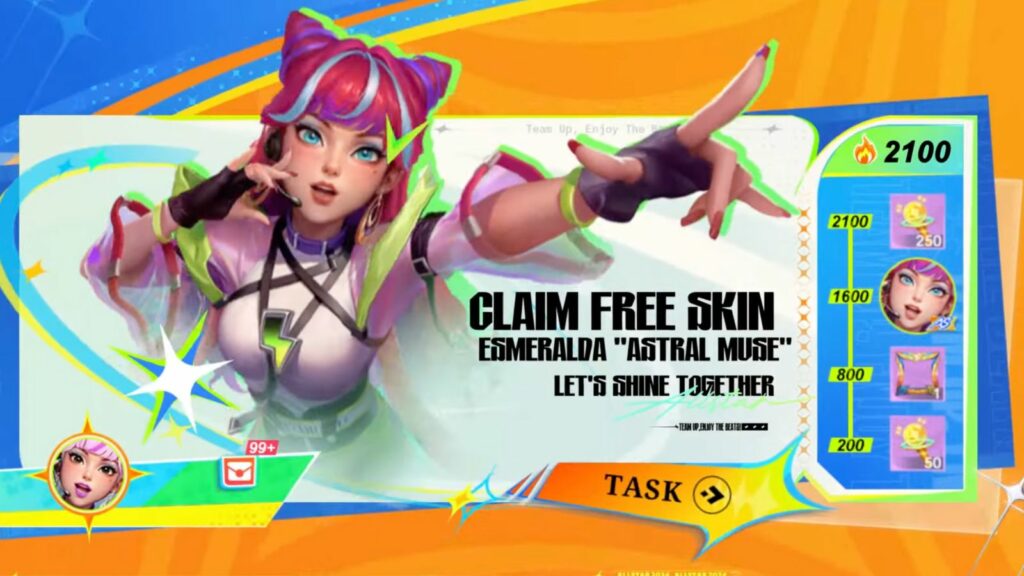 Team Up, Enjoy The
2100
2100
250
1600
CLAIM FREE SKIN
ESMERALDA "ASTRAL MUSE"
LET'S SHINE TOGETHER
800
1
TEAM UP, ENJOY THE BEAT!
200
50
99+
TASK